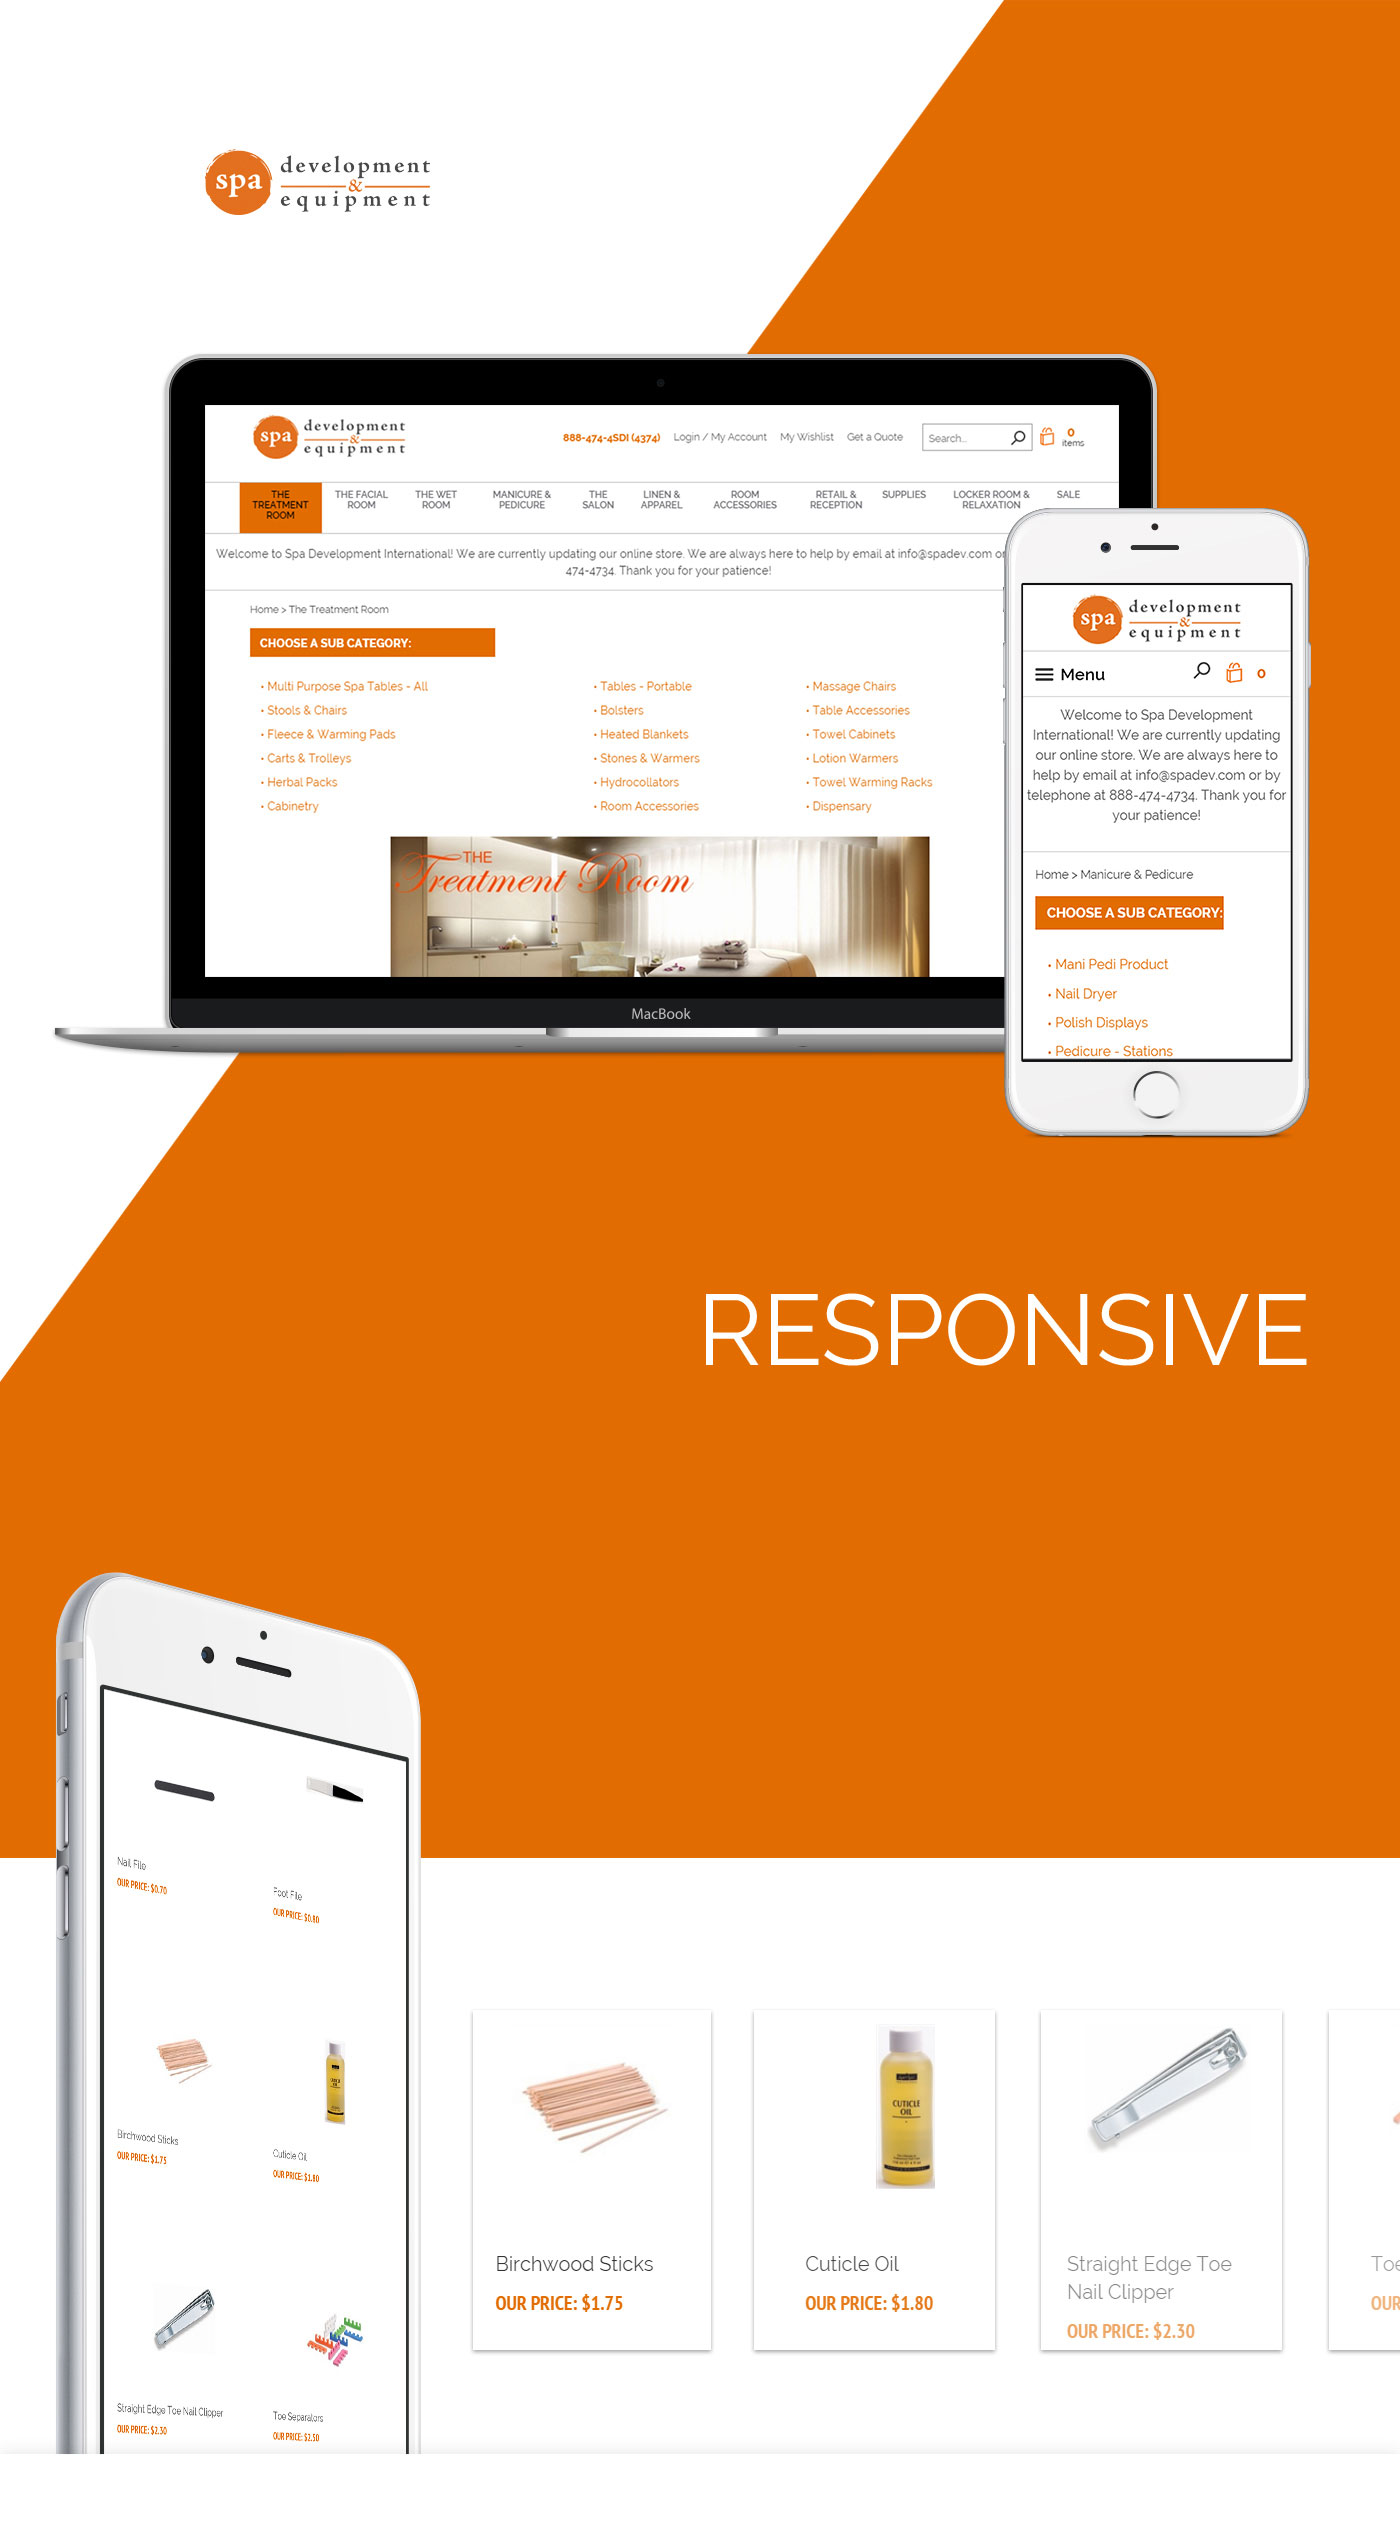 spa development
&
equipment
spa development
&
equipment
888-474-4SDI (4374) Login / My Account My Wishlist Get a Quote Search... 0
items
THE TREATMENT ROOM
THE FACIAL ROOM
THE WET ROOM
MANICURE & PEDICURE
THE SALON
LINEN & APPAREL
ROOM ACCESSORIES
RETAIL & RECEPTION
SUPPLIES
LOCKER ROOM & RELAXATION
SALE
Welcome to Spa Development International! We are currently updating our online store. We are always here to help by email at info@spadev.com or
474-4734. Thank you for your patience!
Home > The Treatment Room
CHOOSE A SUB CATEGORY:
• Multi Purpose Spa Tables - All
• Stools & Chairs
• Fleece & Warming Pads
• Carts & Trolleys
• Herbal Packs
• Cabinetry
• Tables - Portable
• Bolsters
• Heated Blankets
• Stones & Warmers
• Hydrocollators
• Room Accessories
• Massage Chairs
• Table Accessories
• Towel Cabinets
• Lotion Warmers
• Towel Warming Racks
• Dispensary
THE
Treatment Room
MacBook
spa development
&
equipment
Menu 0
Welcome to Spa Development
International! We are currently updating
our online store. We are always here to
help by email at info@spadev.com or by
telephone at 888-474-4734. Thank you for
your patience!
Home > Manicure & Pedicure
CHOOSE A SUB CATEGORY:
• Mani Pedi Product
• Nail Dryer
• Polish Displays
• Pedicure - Stations
RESPONSIVE
Nail File
OUR PRICE: $0.70
Foot File
OUR PRICE: $0.80
Birchwood Sticks
OUR PRICE: $1.75
CUTICLE
OIL
Cuticle Oil
OUR PRICE: $1.80
Straight Edge Toe Nail Clipper
OUR PRICE: $2.30
Toe Separators
OUR PRICE: $2.50
Birchwood Sticks
OUR PRICE: $1.75
CUTICLE
OIL
Cuticle Oil
OUR PRICE: $1.80
Straight Edge Toe
Nail Clipper
OUR PRICE: $2.30
Toe
OUR